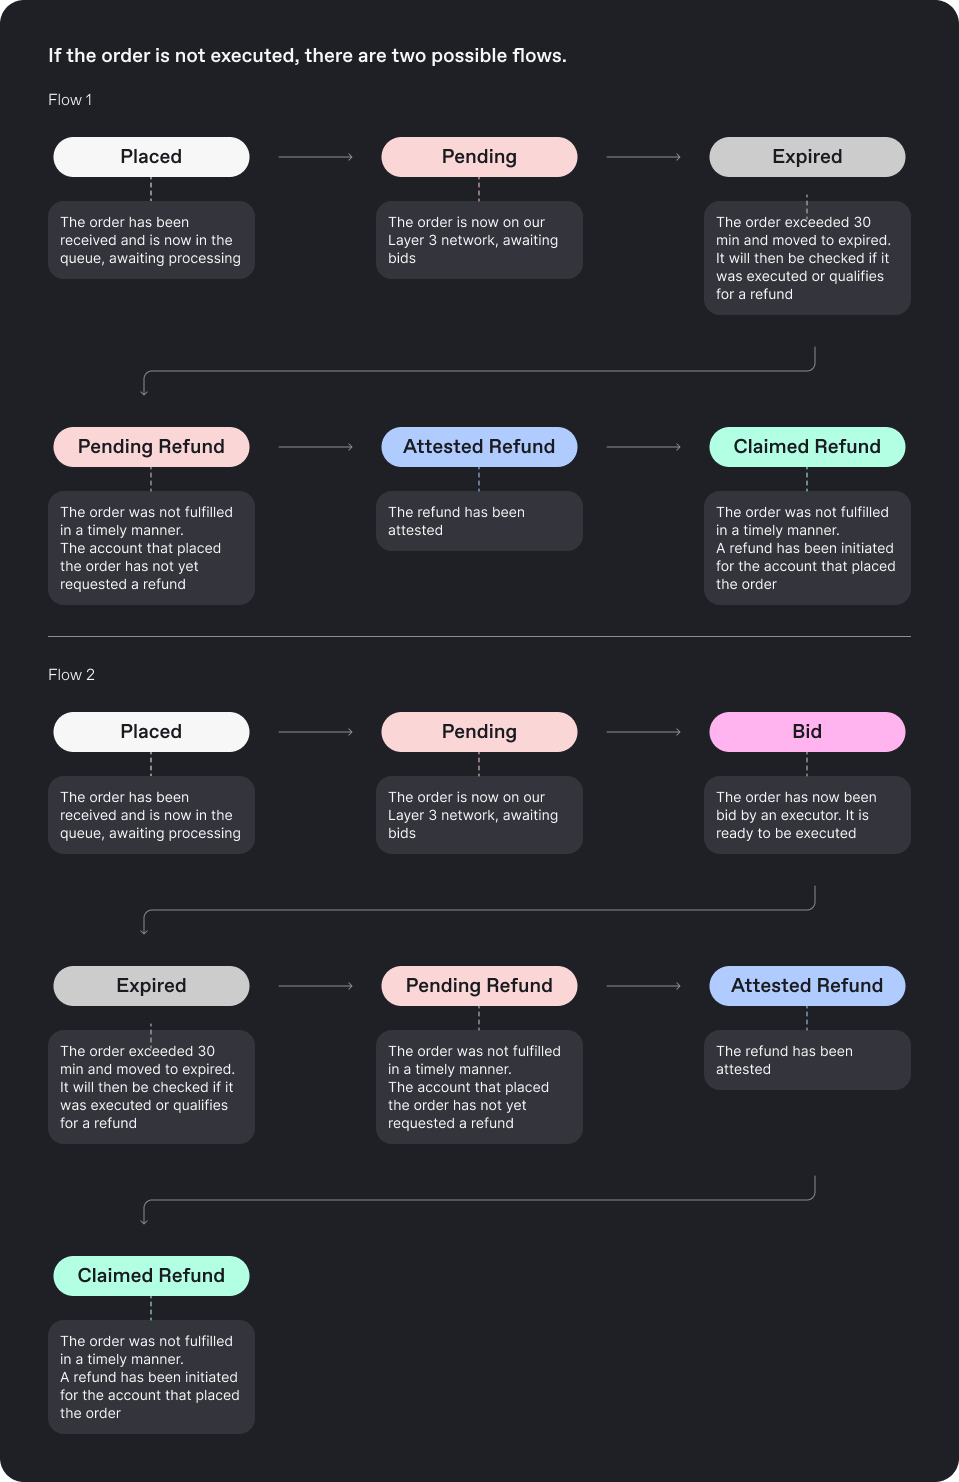 If the order is not executed, there are two possible flows.
Flow 1
Placed
Pending
Expired
The order has been
received and is now in the
queue, awaiting processing
The order is now on our
Layer 3 network, awaiting
bids
The order exceeded 30
min and moved to expired.
It will then be checked if it
was executed or qualifies
for a refund
Pending Refund
Attested Refund
Claimed Refund
The order was not fulfilled
in a timely manner.
The account that placed
the order has not yet
requested a refund
The refund has been
attested
The order was not fulfilled
in a timely manner.
A refund has been initiated
for the account that placed
the order
Flow 2
Placed
Pending
Bid
The order has been
received and is now in the
queue, awaiting processing
The order is now on our
Layer 3 network, awaiting
bids
The order has now been
bid by an executor. It is
ready to be executed
Expired
Pending Refund
Attested Refund
The order exceeded 30
min and moved to expired.
It will then be checked if it
was executed or qualifies
for a refund
The order was not fulfilled
in a timely manner.
The account that placed
the order has not yet
requested a refund
The refund has been
attested
Claimed Refund
The order was not fulfilled
in a timely manner.
A refund has been initiated
for the account that placed
the order